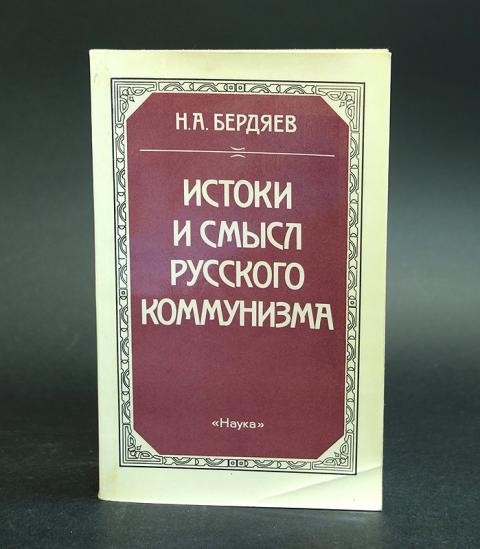 Н.А. БЕРДЯЕВ
ИСТОКИ
И СМЫСЛ
РУССКОГО
КОММУНИЗМА
«Наука»